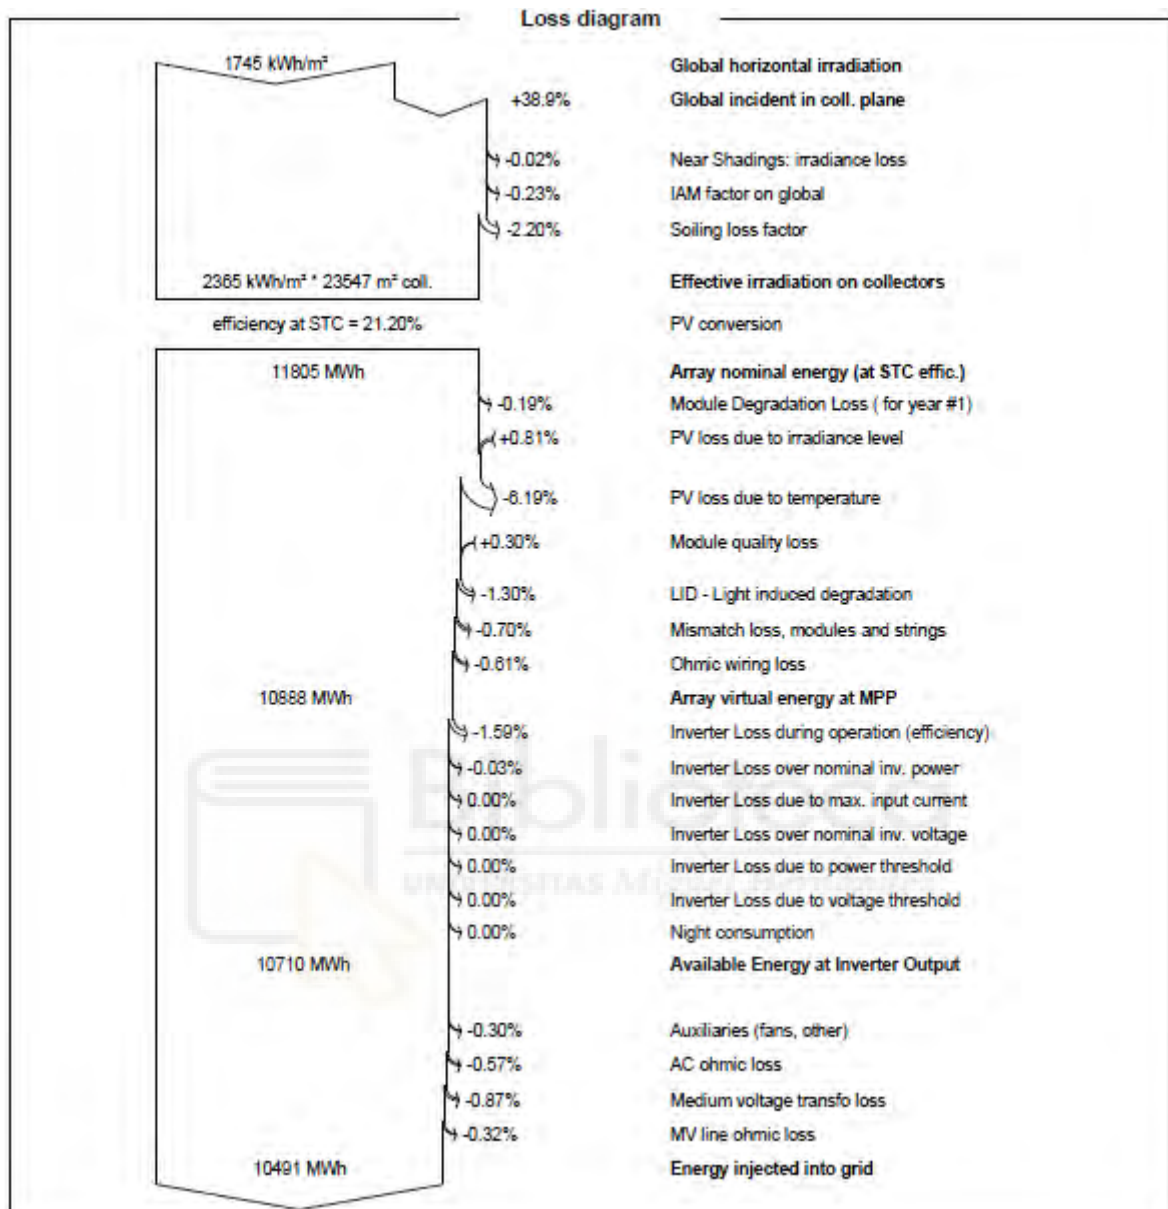 Loss diagram
1745 kWh/m² Global horizontal irradiation
+38.9% Global incident in coll. plane
-0.02% Near Shadings: irradiance loss
-0.23% IAM factor on global
-2.20% Soiling loss factor
2365 kWh/m² * 23547 m² coll. Effective irradiation on collectors
efficiency at STC = 21.20% PV conversion
11805 MWh Array nominal energy (at STC effic.)
-0.19% Module Degradation Loss ( for year #1)
+0.81% PV loss due to irradiance level
-6.19% PV loss due to temperature
+0.30% Module quality loss
-1.30% LID - Light induced degradation
-0.70% Mismatch loss, modules and strings
-0.61% Ohmic wiring loss
10888 MWh Array virtual energy at MPP
-1.59% Inverter Loss during operation (efficiency)
-0.03% Inverter Loss over nominal inv. power
0.00% Inverter Loss due to max. input current
0.00% Inverter Loss over nominal inv. voltage
0.00% Inverter Loss due to power threshold
0.00% Inverter Loss due to voltage threshold
0.00% Night consumption
10710 MWh Available Energy at Inverter Output
-0.30% Auxiliaries (fans, other)
-0.57% AC ohmic loss
-0.87% Medium voltage transfo loss
-0.32% MV line ohmic loss
10491 MWh Energy injected into grid
Biblioteca
UNIVERSITAS Miguel Hernández